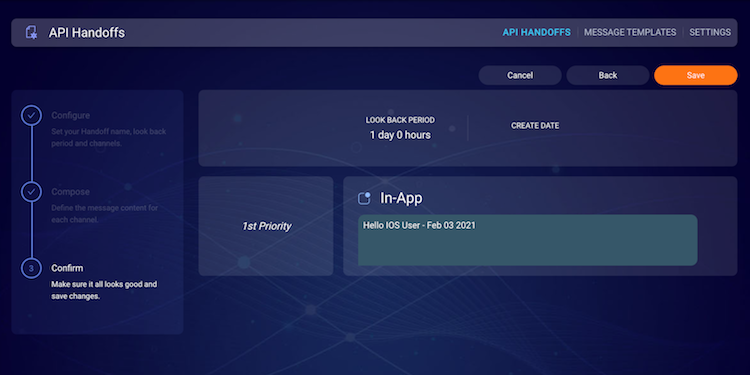 API Handoffs
API HANDOFFS
MESSAGE TEMPLATES
SETTINGS
Cancel
Back
Save
Configure
Set your Handoff name, look back
period and channels.
Compose
Define the message content for
each channel.
3
Confirm
Make sure it all looks good and
save changes.
LOOK BACK PERIOD
1 day 0 hours
CREATE DATE
1st Priority
In-App
Hello IOS User - Feb 03 2021